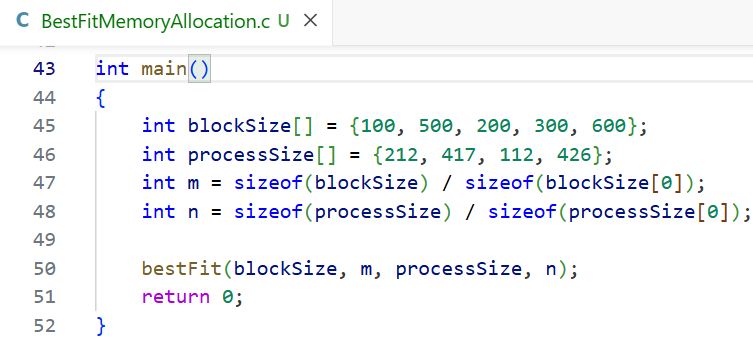 C BestFitMemoryAllocation.c U ×
43 int main()
44 {
45 int blockSize[] = {100, 500, 200, 300, 600};
46 int processSize[] = {212, 417, 112, 426};
47 int m = sizeof(blockSize) / sizeof(blockSize[0]);
48 int n = sizeof(processSize) / sizeof(processSize[0]);
49
50 bestFit(blockSize, m, processSize, n);
51 return 0;
52 }